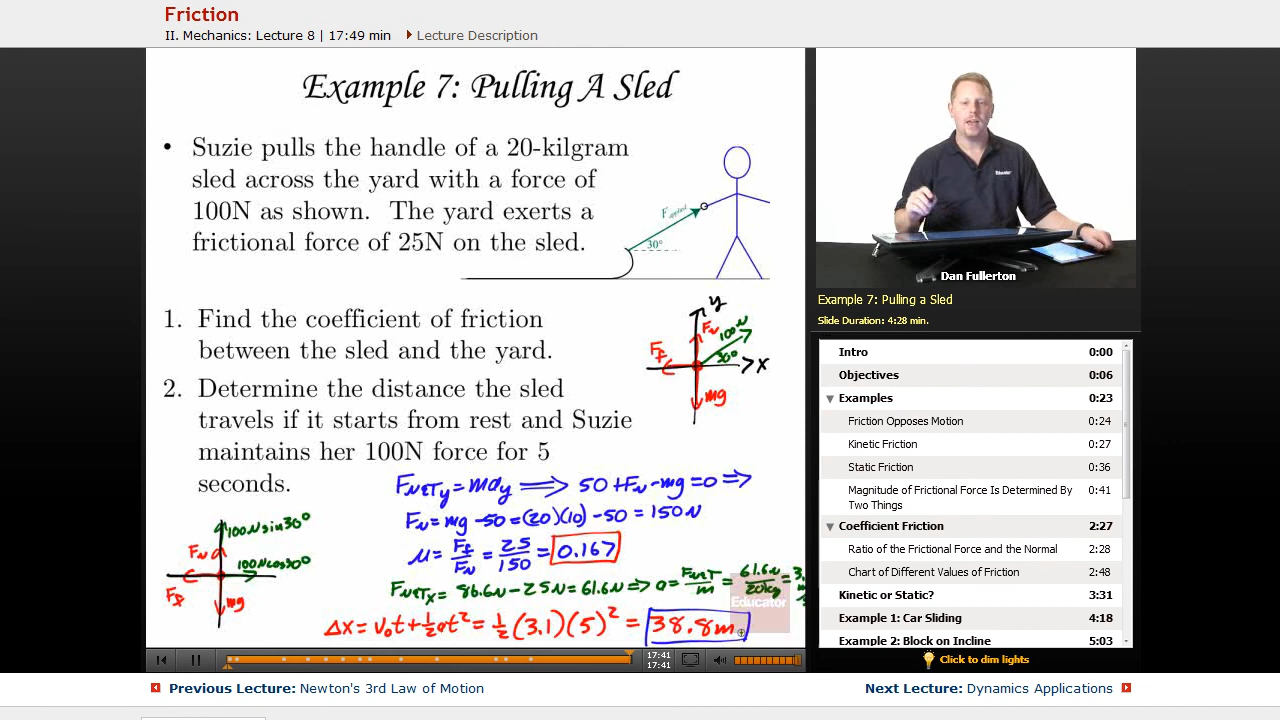 Friction
II. Mechanics: Lecture 8 | 17:49 min
Lecture Description
Example 7: Pulling A Sled
• Suzie pulls the handle of a 20-kilgram
sled across the yard with a force of
100N as shown. The yard exerts a
frictional force of 25N on the sled.
F applied
30°
1. Find the coefficient of friction
between the sled and the yard.
2. Determine the distance the sled
travels if it starts from rest and Suzie
maintains her 100N force for 5
seconds.
y
F_N
100N
F_f
30°
x
mg
F_NETy = ma_y ⟹ 50 + F_N - mg = 0 ⟹
F_N = mg - 50 = (20)(10) - 50 = 150N
μ = F_f/F_N = 25/150 = 0.167
F_NETx = 86.6N - 25N = 61.6N ⟹ a = F_NET/m = 61.6N/20kg = 3.
Δx = v₀t + ½at² = ½(3.1)(5)² = 38.8m
100N sin30°
F_N
100N cos30°
F_f
mg
Educator
17:41
17:41
Dan Fullerton
Example 7: Pulling a Sled
Slide Duration: 4:28 min.
Intro 0:00
Objectives 0:06
Examples 0:23
Friction Opposes Motion 0:24
Kinetic Friction 0:27
Static Friction 0:36
Magnitude of Frictional Force Is Determined By 0:41
Two Things
Coefficient Friction 2:27
Ratio of the Frictional Force and the Normal 2:28
Chart of Different Values of Friction 2:48
Kinetic or Static? 3:31
Example 1: Car Sliding 4:18
Example 2: Block on Incline 5:03
Click to dim lights
Previous Lecture: Newton's 3rd Law of Motion
Next Lecture: Dynamics Applications